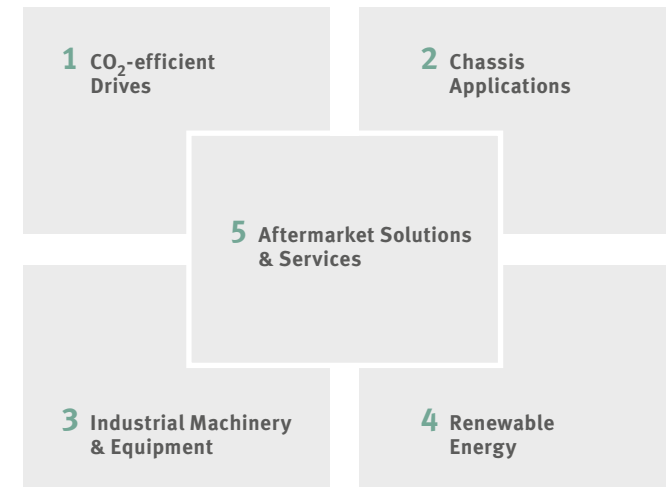 1 CO₂-efficient
Drives
2 Chassis
Applications
5 Aftermarket Solutions
& Services
3 Industrial Machinery
& Equipment
4 Renewable
Energy